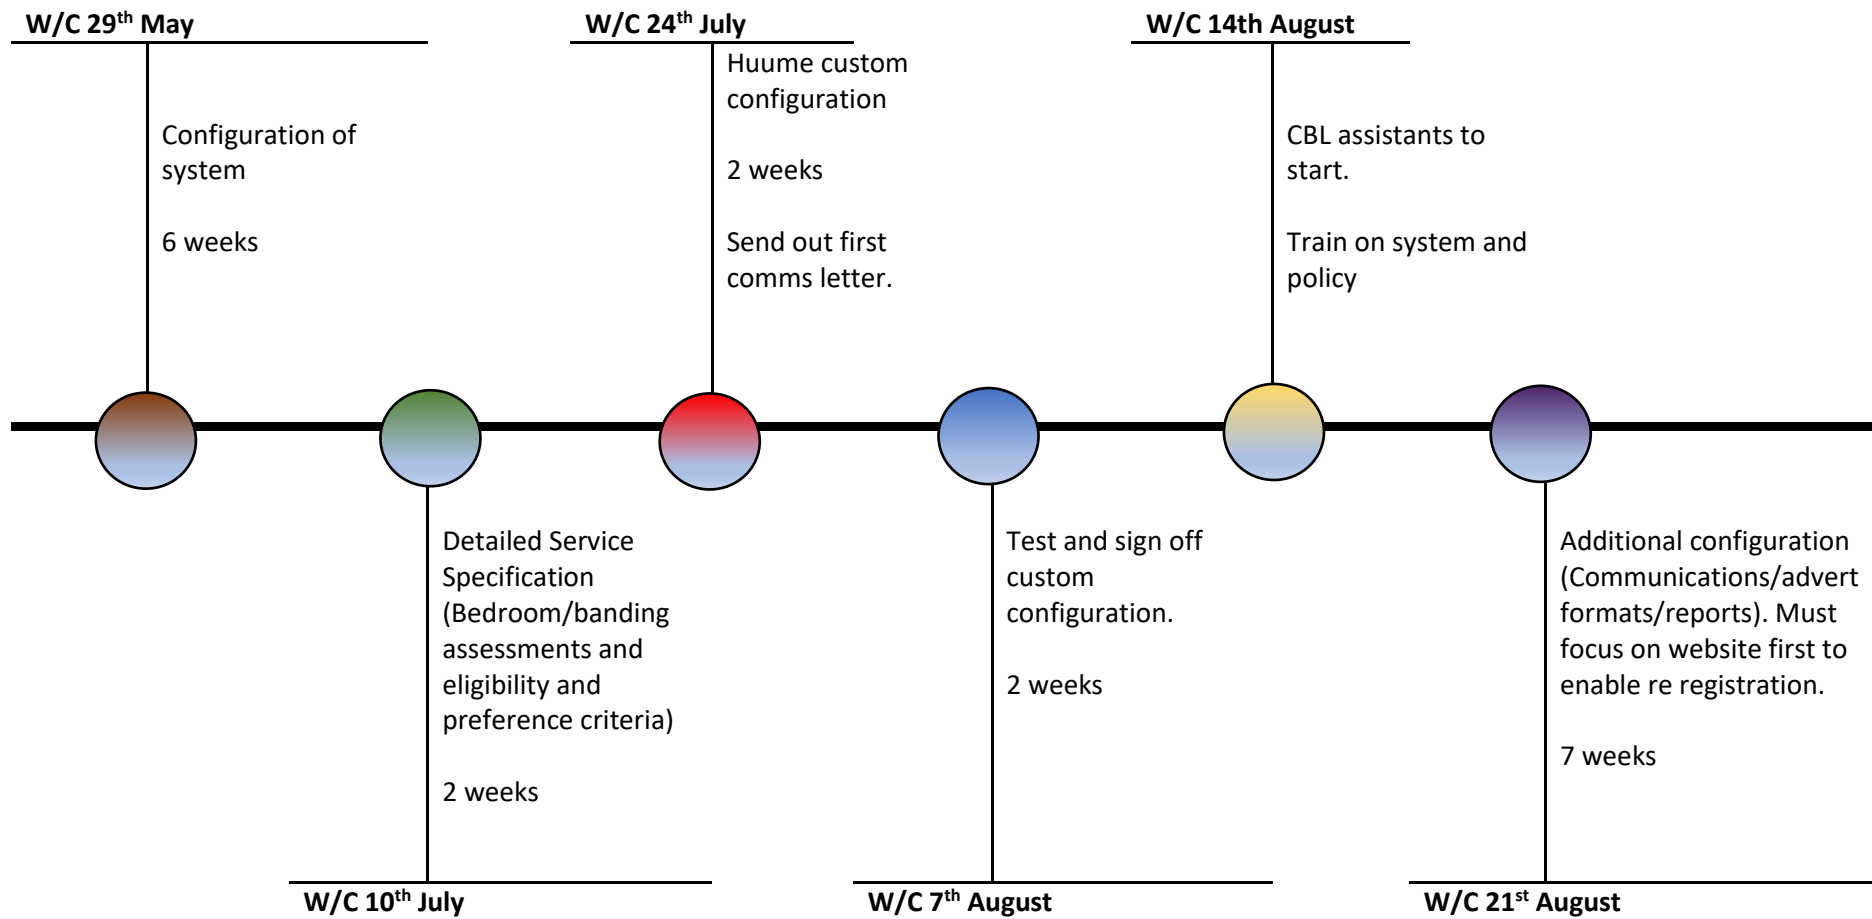 W/C 29th May
Configuration of
system
6 weeks
W/C 24th July
Huume custom
configuration
2 weeks
Send out first
comms letter.
W/C 14th August
CBL assistants to
start.
Train on system and
policy
Detailed Service
Specification
(Bedroom/banding
assessments and
eligibility and
preference criteria)
2 weeks
W/C 10th July
Test and sign off
custom
configuration.
2 weeks
W/C 7th August
Additional configuration
(Communications/advert
formats/reports). Must
focus on website first to
enable re registration.
7 weeks
W/C 21st August